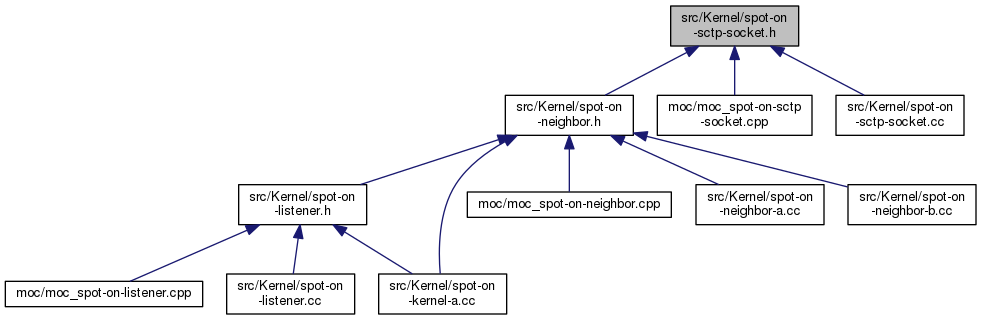 src/Kernel/spot-on
-sctp-socket.h
src/Kernel/spot-on
-neighbor.h
moc/moc_spot-on-sctp
-socket.cpp
src/Kernel/spot-on
-sctp-socket.cc
src/Kernel/spot-on
-listener.h
moc/moc_spot-on-neighbor.cpp
src/Kernel/spot-on
-neighbor-a.cc
src/Kernel/spot-on
-neighbor-b.cc
moc/moc_spot-on-listener.cpp
src/Kernel/spot-on
-listener.cc
src/Kernel/spot-on
-kernel-a.cc